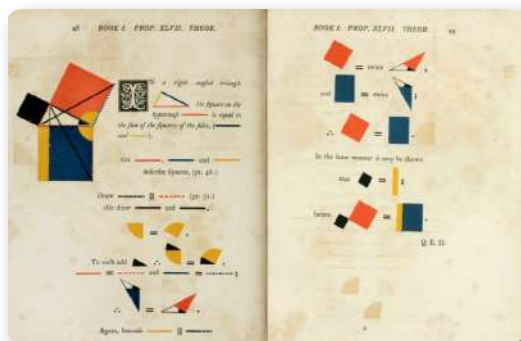 48 BOOK I. PROP. XLVII. THEOR.
IN a right angled triangle
the square on the
hypotenuse is equal to
the sum of the squares of the sides, (
and ).
On , and
describe squares, (pr. 46.)
Draw || (pr. 31.)
also draw and .
= .
To each add ∴ = ,
= and = ;
∴ = .
Again, because ||
BOOK I. PROP. XLVII. THEOR. 49
= twice ,
and = twice ;
∴ = .
In the same manner it may be shown
that = ;
hence = .
Q. E. D.